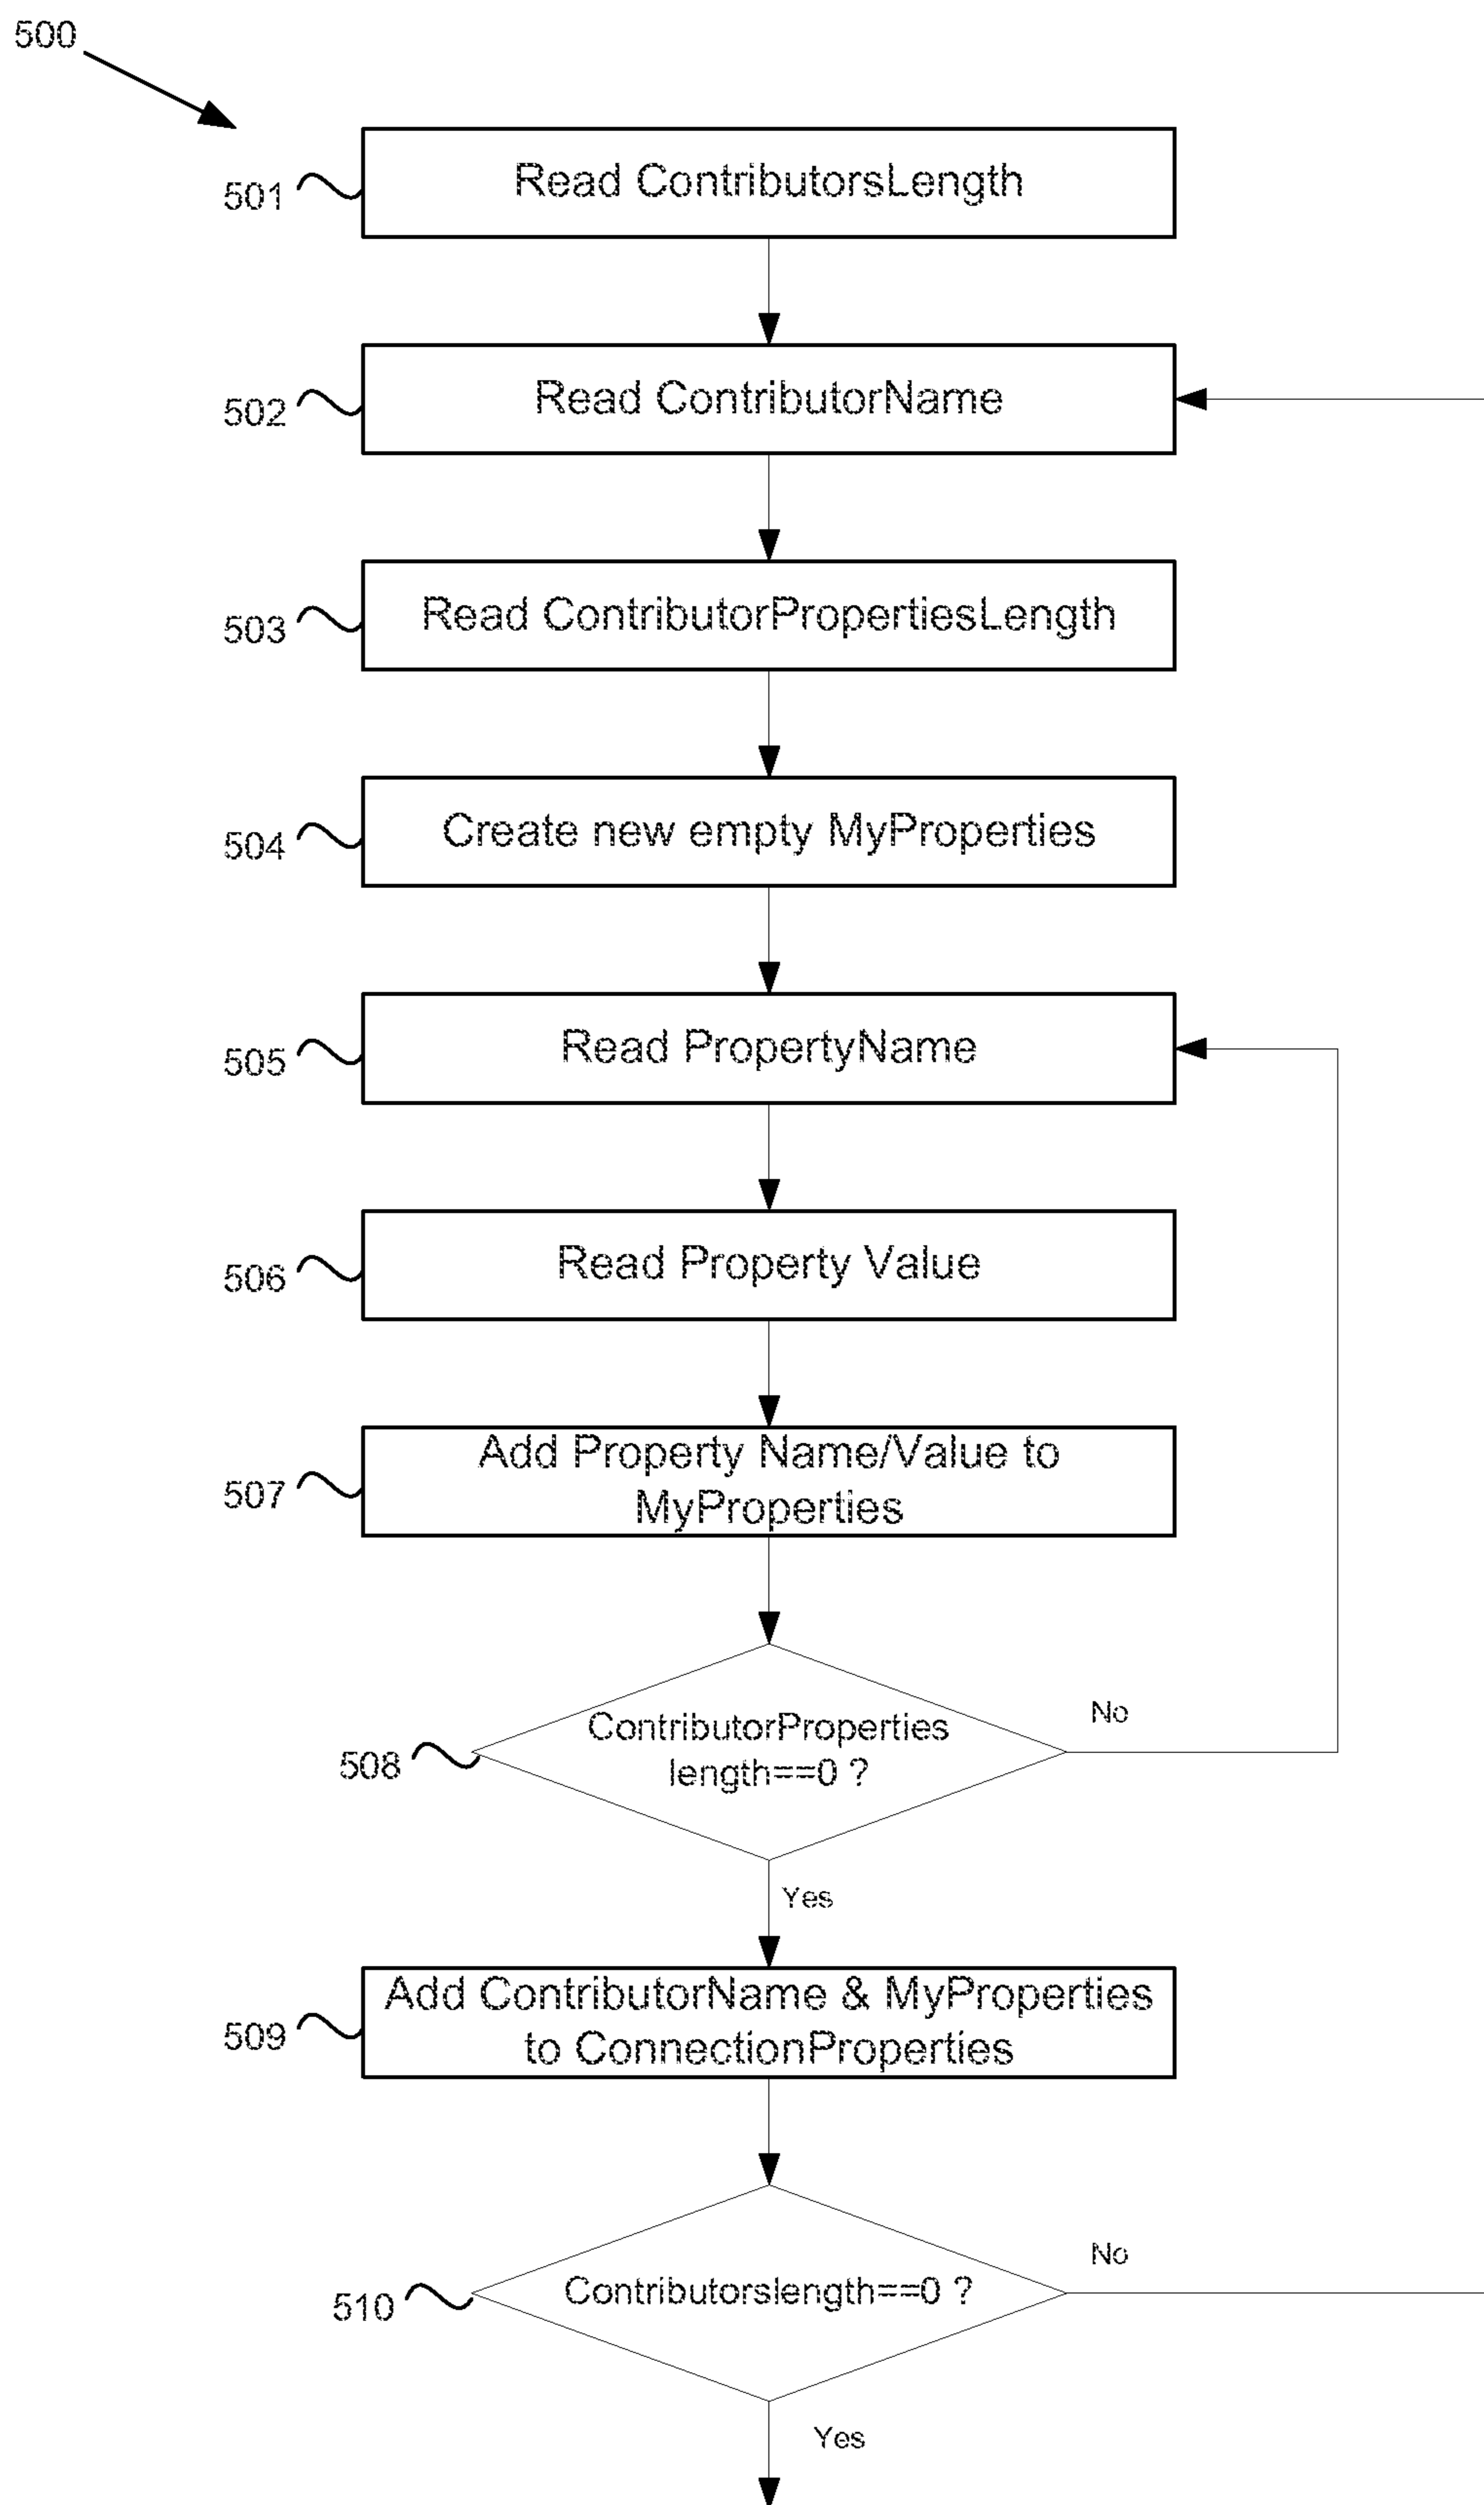 500
501
Read ContributorsLength
502
Read ContributorName
503
Read ContributorPropertiesLength
504
Create new empty MyProperties
505
Read PropertyName
506
Read Property Value
507
Add Property Name/Value to
MyProperties
508
ContributorProperties
length==0 ?
No
Yes
509
Add ContributorName & MyProperties
to ConnectionProperties
510
Contributorslength==0 ?
No
Yes